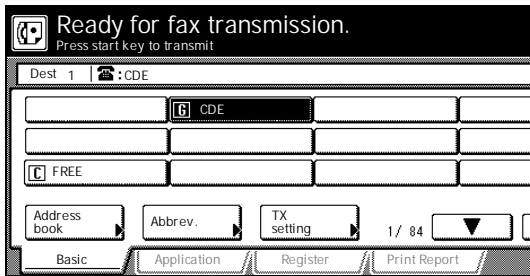 Ready for fax transmission.
Press start key to transmit
Dest 1 ☎:CDE
G CDE
C FREE
Address book
Abbrev.
TX setting
1/ 84
Basic
Application
Register
Print Report